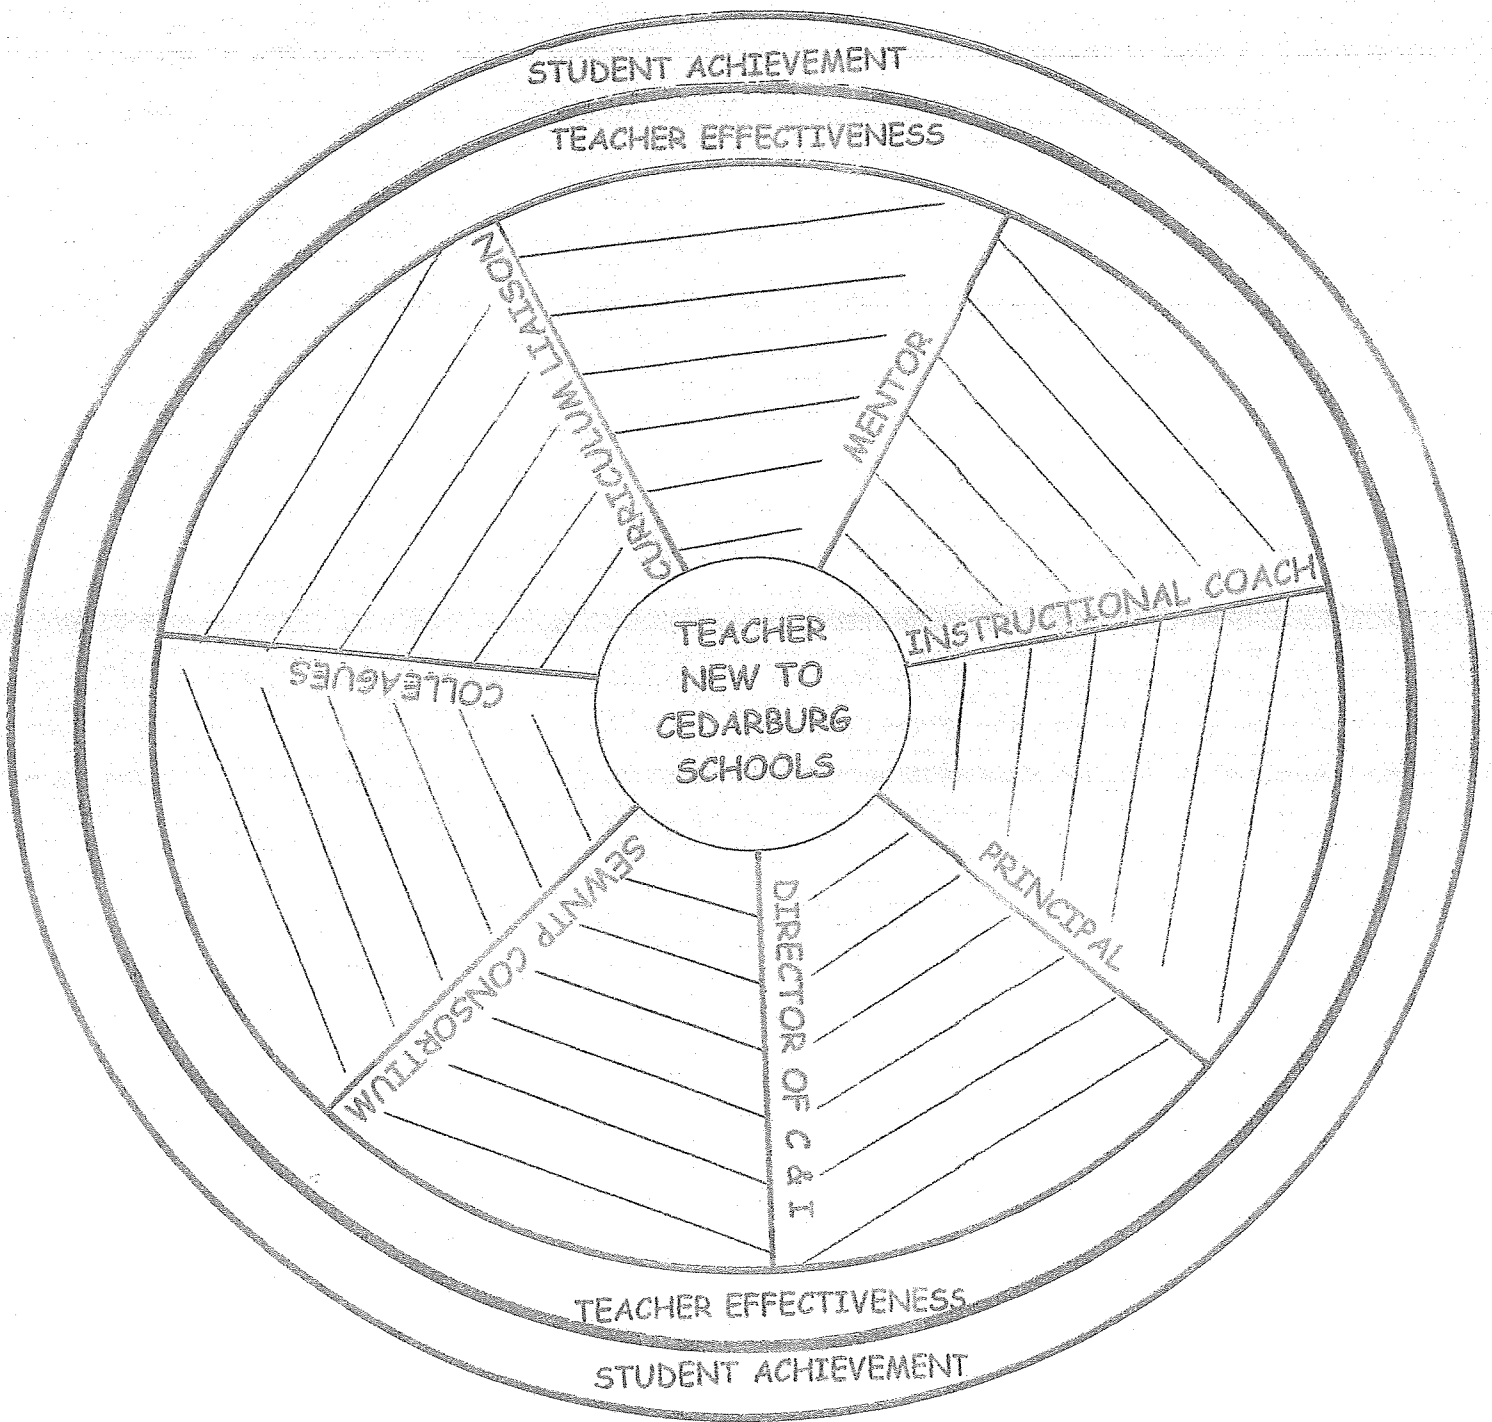 STUDENT ACHIEVEMENT
TEACHER EFFECTIVENESS
CURRICULUM LIAISON
MENTOR
INSTRUCTIONAL COACH
COLLEAGUES
TEACHER
NEW TO
CEDARBURG
SCHOOLS
PRINCIPAL
DIRECTOR OF C & I
SEWNTP CONSORTIUM
TEACHER EFFECTIVENESS
STUDENT ACHIEVEMENT